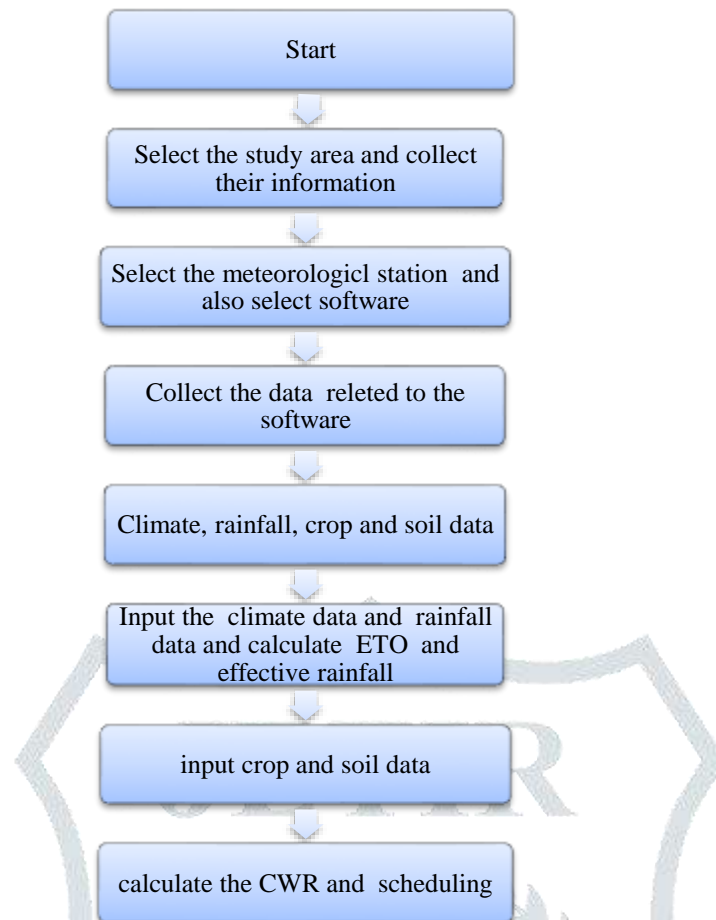 Start
Select the study area and collect
their information
Select the meteorologicl station and
also select software
Collect the data releted to the
software
Climate, rainfall, crop and soil data
Input the climate data and rainfall
data and calculate ETO and
effective rainfall
input crop and soil data
calculate the CWR and scheduling